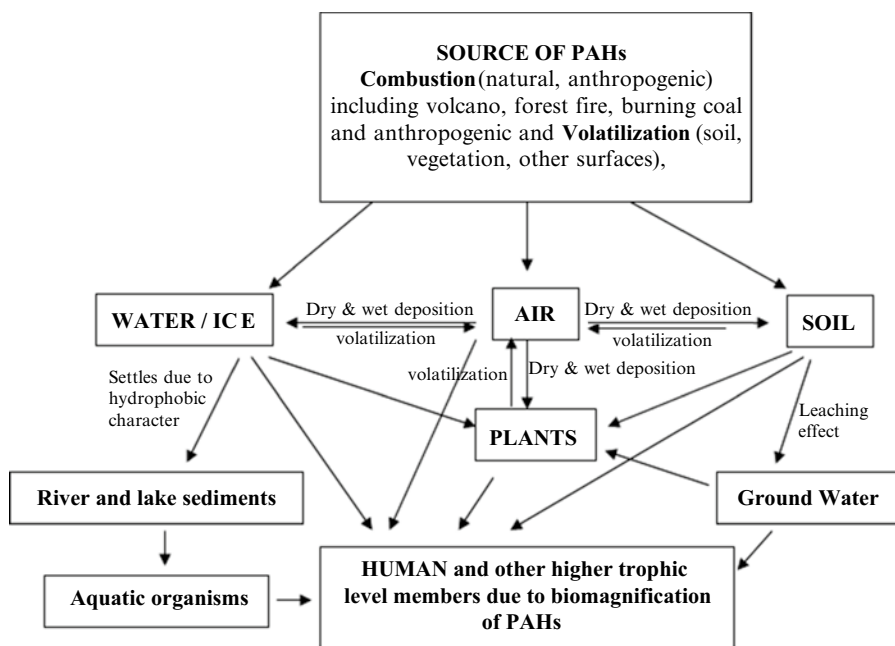 SOURCE OF PAHs
Combustion (natural, anthropogenic)
including volcano, forest fire, burning coal
and anthropogenic and Volatilization (soil,
vegetation, other surfaces),
WATER / ICE
Dry & wet deposition
volatilization
AIR
Dry & wet deposition
volatilization
SOIL
Settles due to
hydrophobic
character
volatilization
Dry & wet deposition
Leaching
effect
PLANTS
River and lake sediments
Ground Water
Aquatic organisms
HUMAN and other higher trophic
level members due to biomagnification
of PAHs